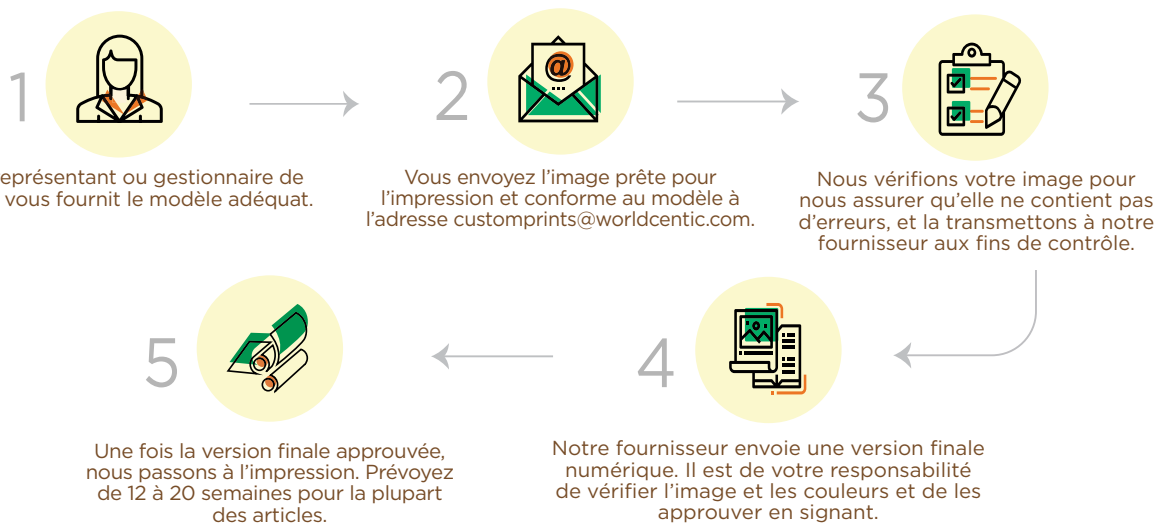 1
eprésentant ou gestionnaire de
vous fournit le modèle adéquat.
2
@
Vous envoyez l'image prête pour
l'impression et conforme au modèle à
l'adresse customprints@worldcentic.com.
3
Nous vérifions votre image pour
nous assurer qu'elle ne contient pas
d'erreurs, et la transmettons à notre
fournisseur aux fins de contrôle.
4
Notre fournisseur envoie une version finale
numérique. Il est de votre responsabilité
de vérifier l'image et les couleurs et de les
approuver en signant.
5
Une fois la version finale approuvée,
nous passons à l'impression. Prévoyez
de 12 à 20 semaines pour la plupart
des articles.